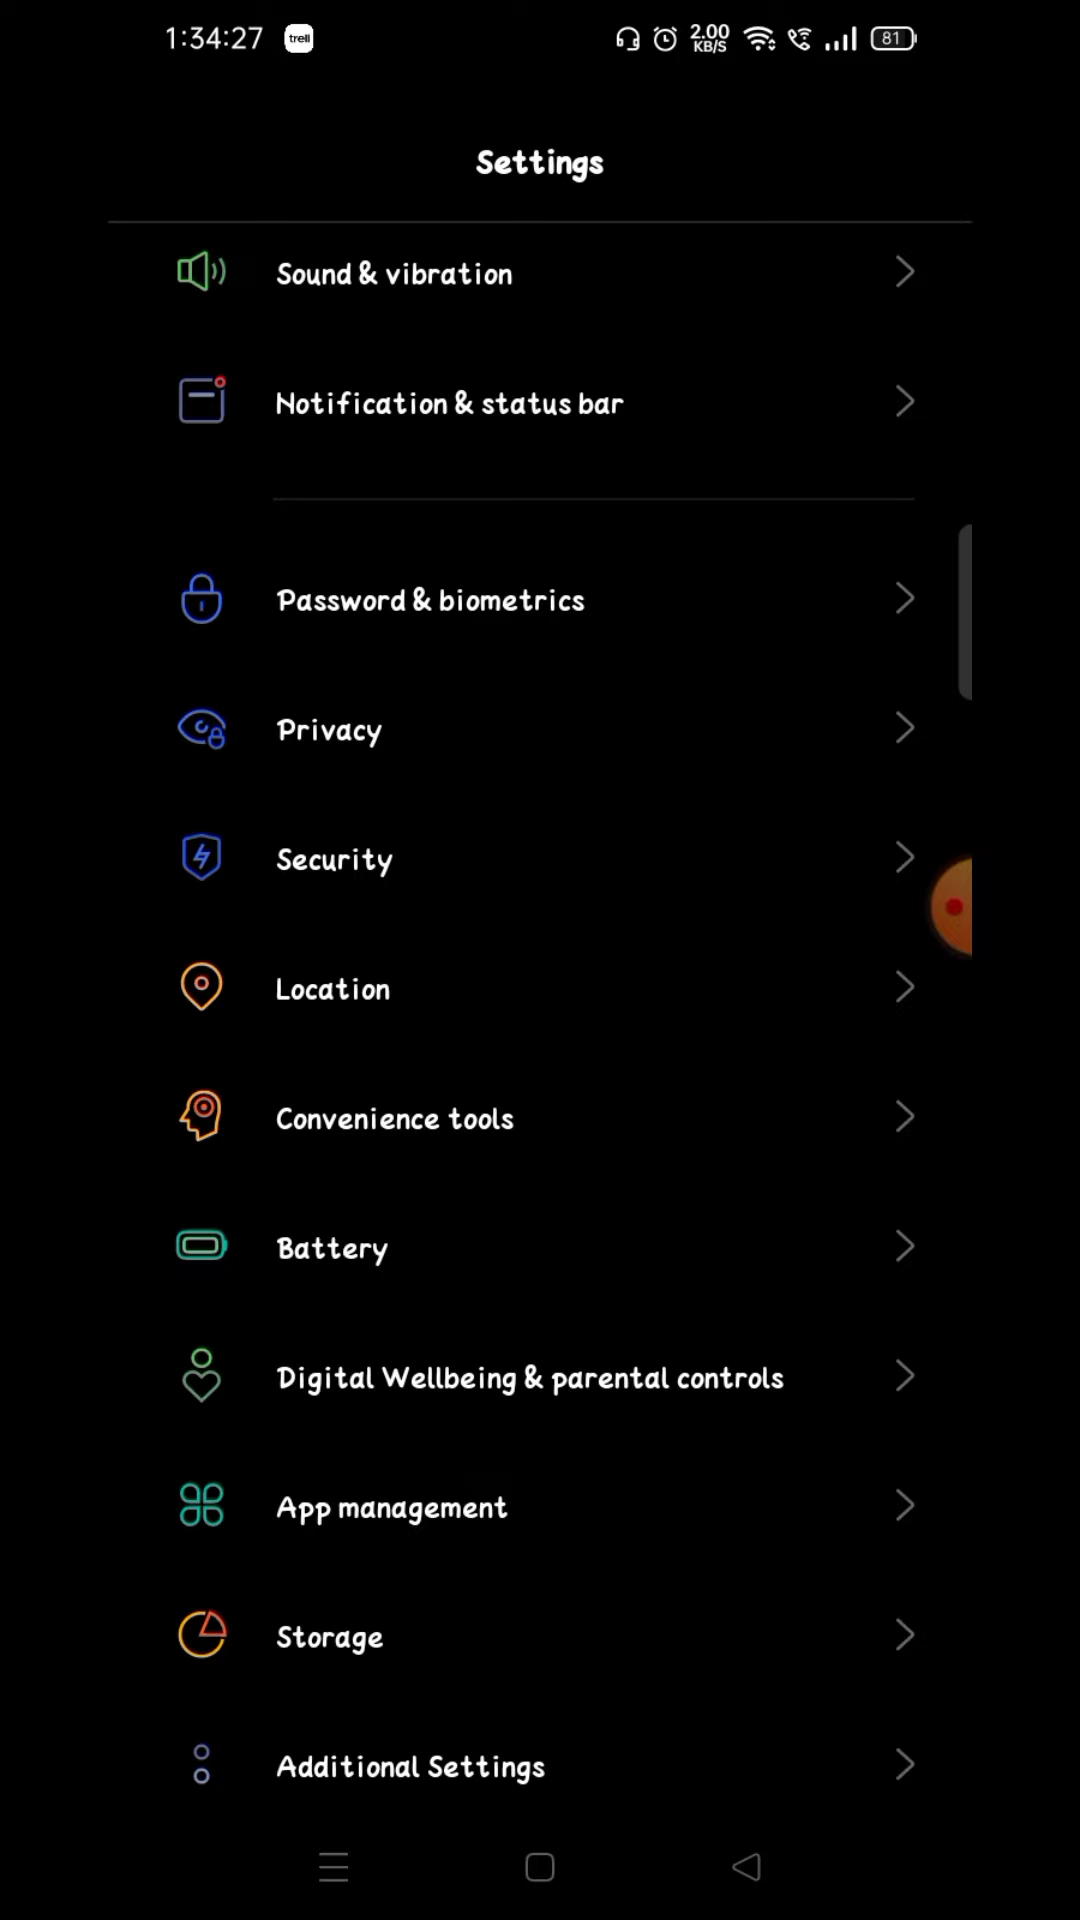 1:34:27 trell 2.00 KB/S 81
Settings
Sound & vibration
Notification & status bar
Password & biometrics
Privacy
Security
Location
Convenience tools
Battery
Digital Wellbeing & parental controls
App management
Storage
Additional Settings